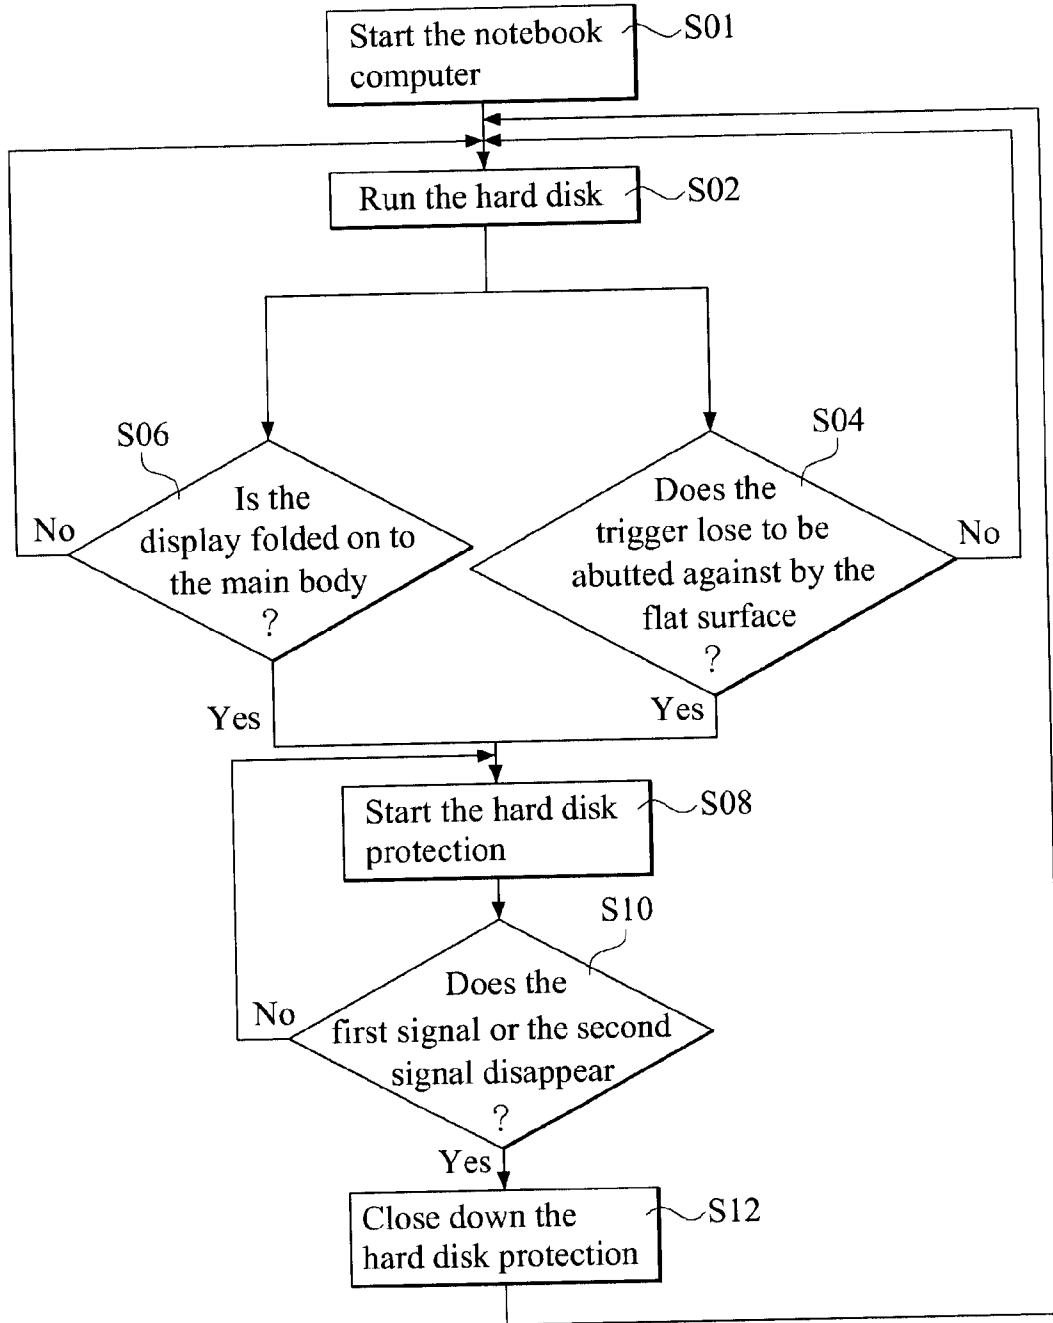 Start the notebook
computer
S01
Run the hard disk
S02
S06
Is the
display folded on to
the main body
?
No
Yes
S04
Does the
trigger lose to be
abutted against by the
flat surface
?
No
Yes
Start the hard disk
protection
S08
S10
Does the
first signal or the second
signal disappear
?
No
Yes
Close down the
hard disk protection
S12